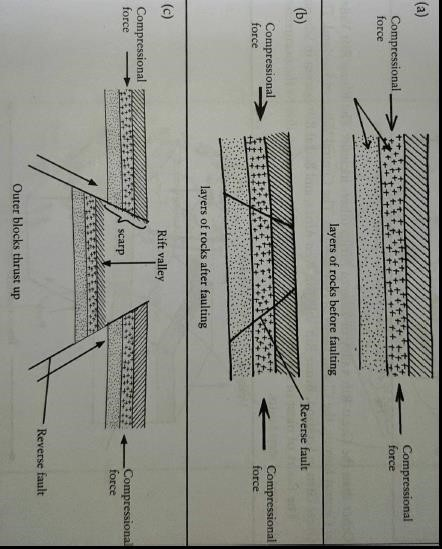 (a)
Compressional
force
Compressional
force
layers of rocks before faulting
(b)
Compressional
force
Compressional
force
Reverse fault
layers of rocks after faulting
(c)
Compressional
force
Compressional
force
Rift valley
scarp
Reverse fault
Outer blocks thrust up